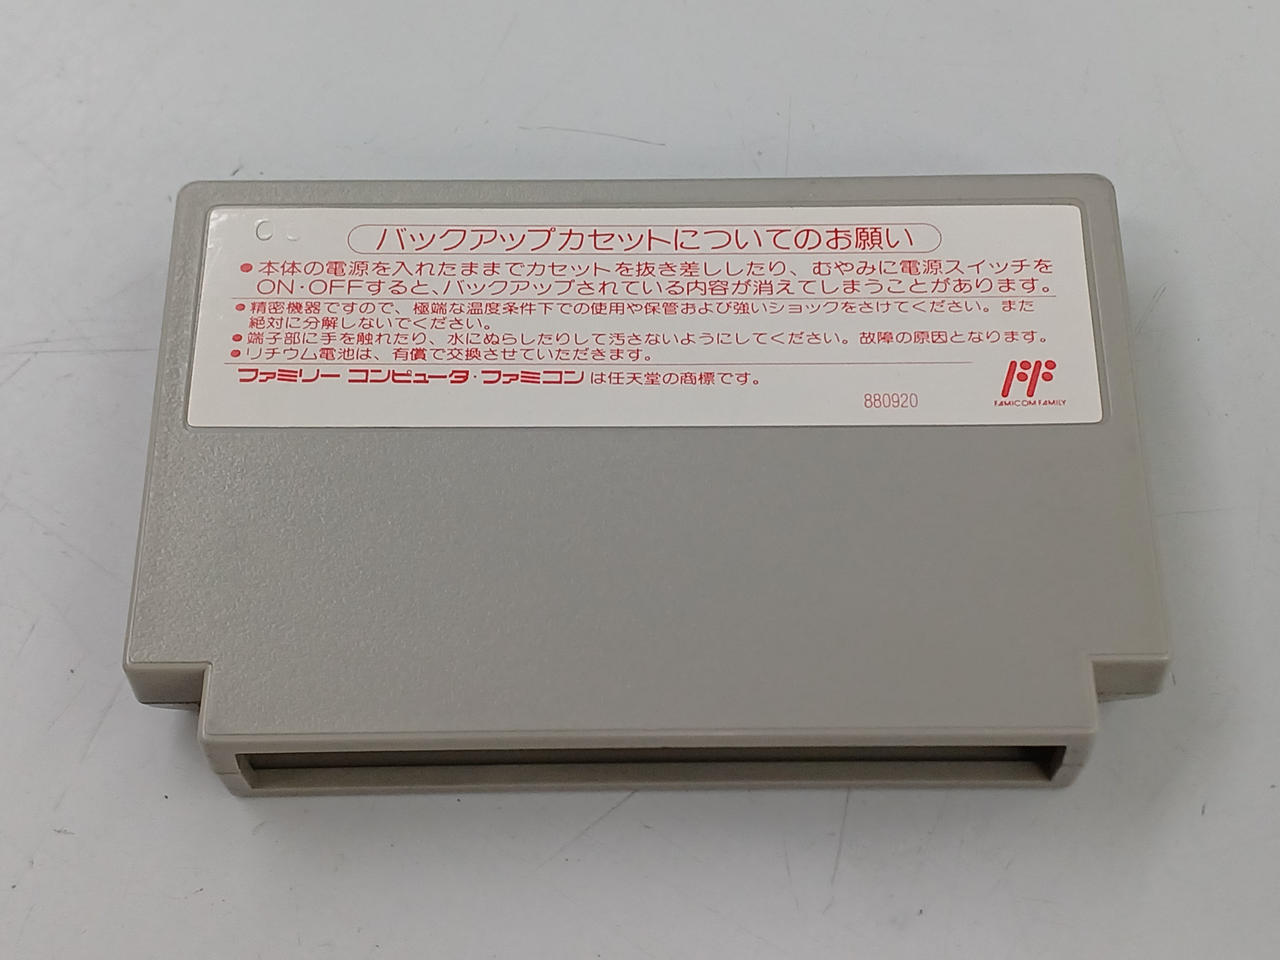 バックアップカセットについてのお願い
●本体の電源を入れたままでカセットを抜き差ししたり、むやみに電源スイッチを
ON・OFFすると、バックアップされている内容が消えてしまうことがあります。
●精密機器ですので、極端な温度条件下での使用や保管および強いショックをさけてください。また
絶対に分解しないでください。
●端子部に手を触れたり、水にぬらしたりして汚さないようにしてください。故障の原因となります。
●リチウム電池は、有償で交換させていただきます。
ファミリーコンピュータ・ファミコンは任天堂の商標です。
880920
FAMICOM FAMILY